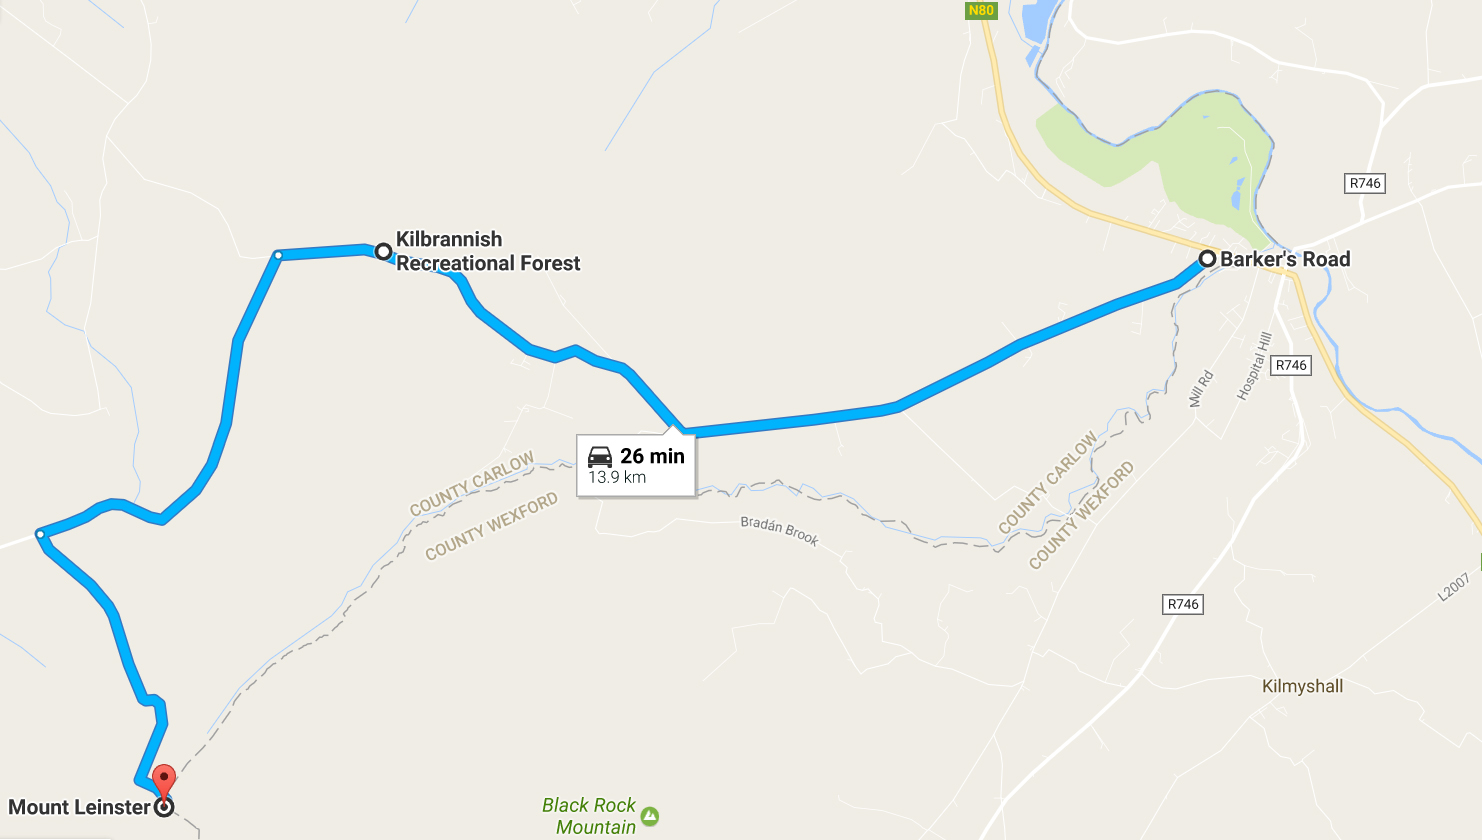 N80
R746
Kilbrannish
Recreational Forest
Barker's Road
Hospital Hill
R746
Mill Rd
26 min
13.9 km
COUNTY CARLOW
COUNTY WEXFORD
COUNTY CARLOW
COUNTY WEXFORD
Bradán Brook
L2007
R746
Kilmyshall
Mount Leinster
Black Rock
Mountain